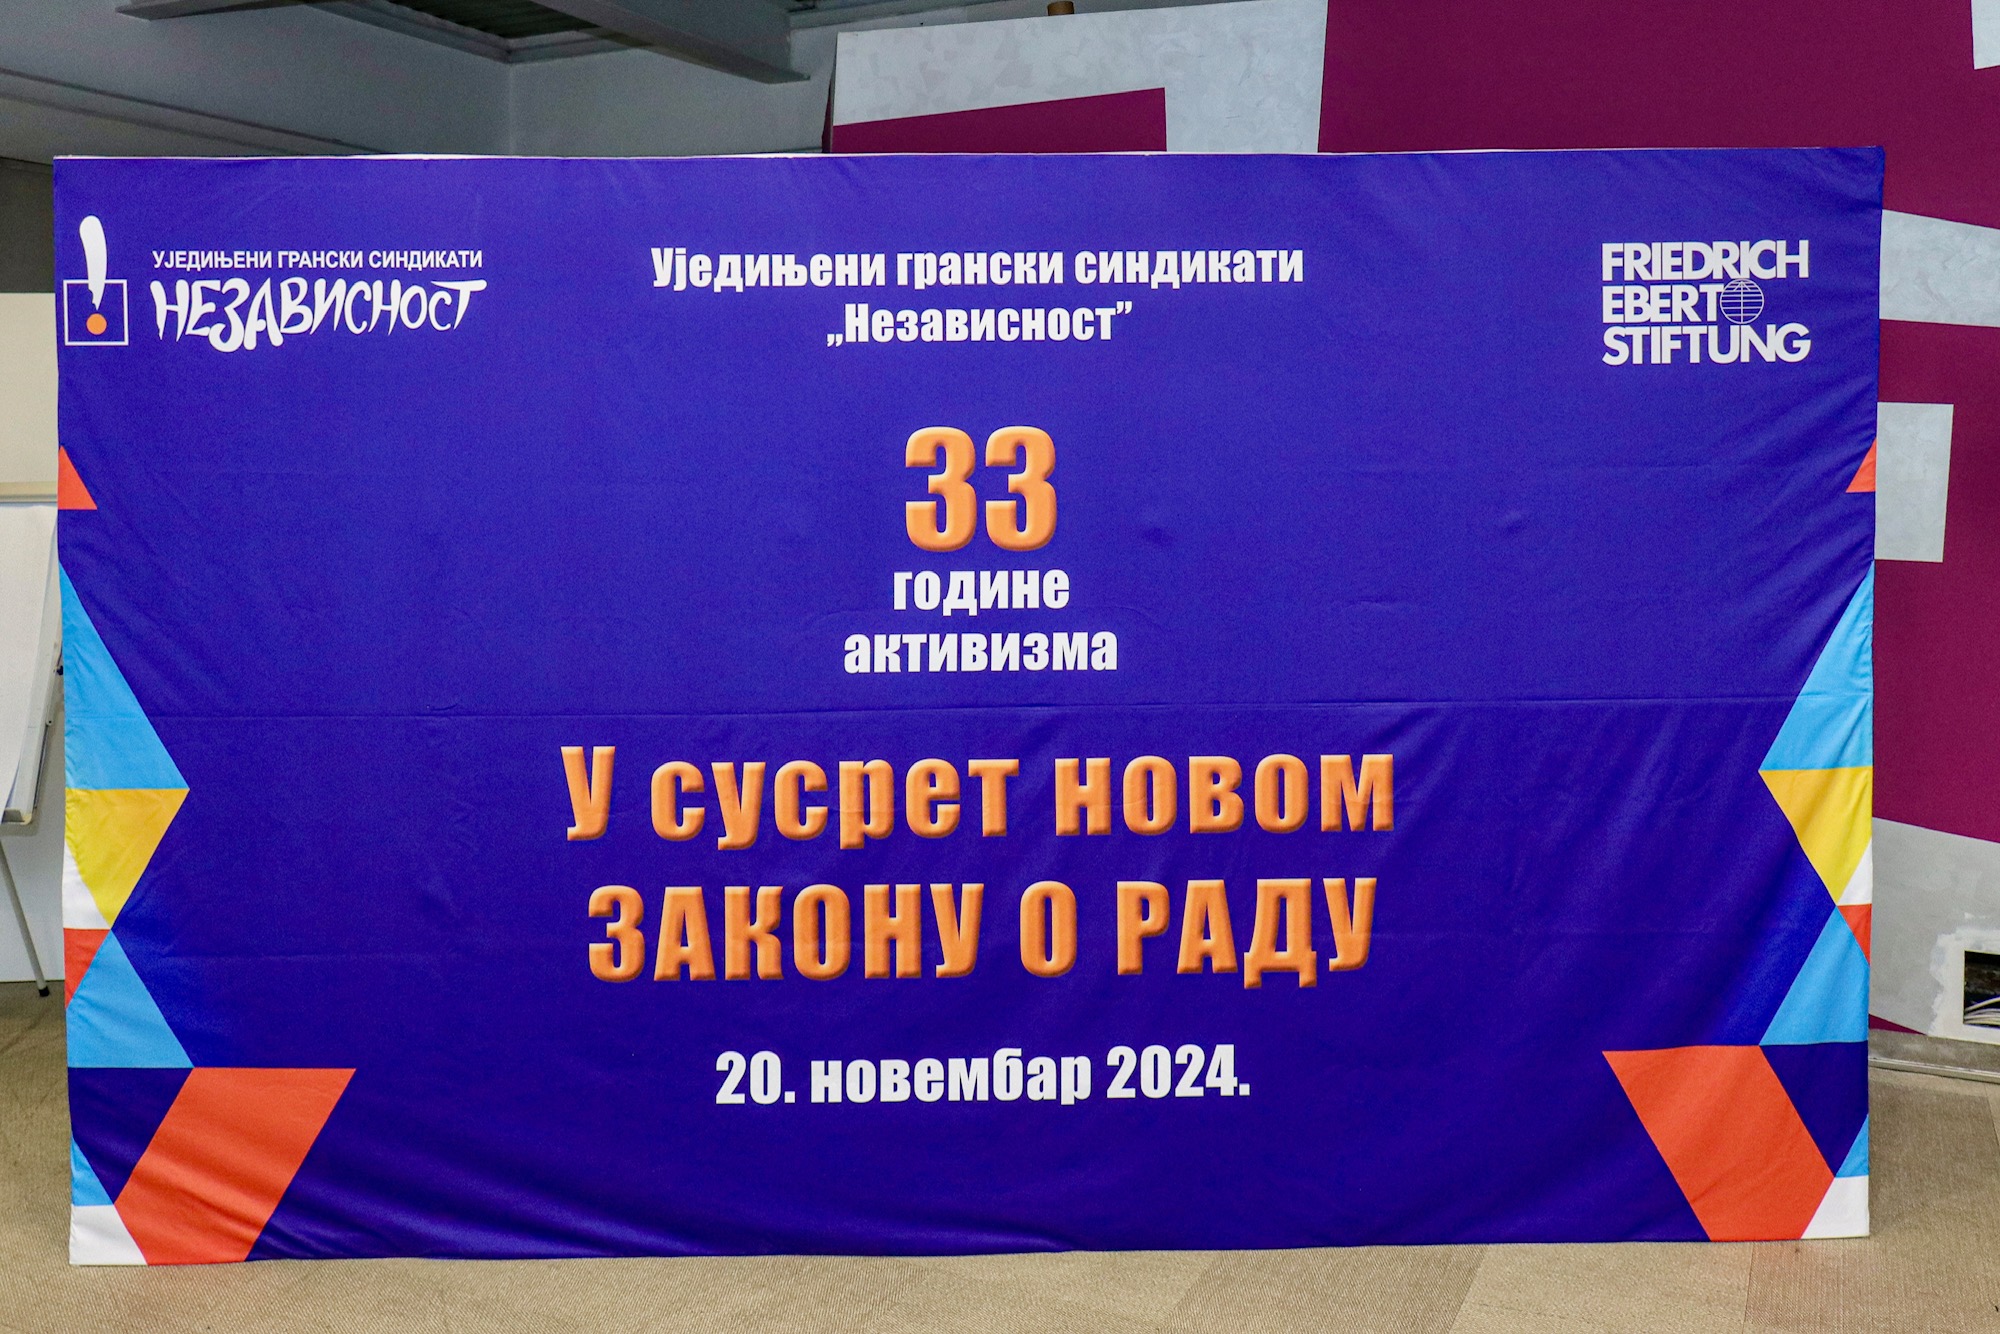 УЈЕДИЊЕНИ ГРАНСКИ СИНДИКАТИ
НЕЗАВИСНОСТ
Уједињени грански синдикати
„Независност”
FRIEDRICH
EBERT
STIFTUNG
33
године
активизма
У сусрет новом
ЗАКОНУ О РАДУ
20. новембар 2024.